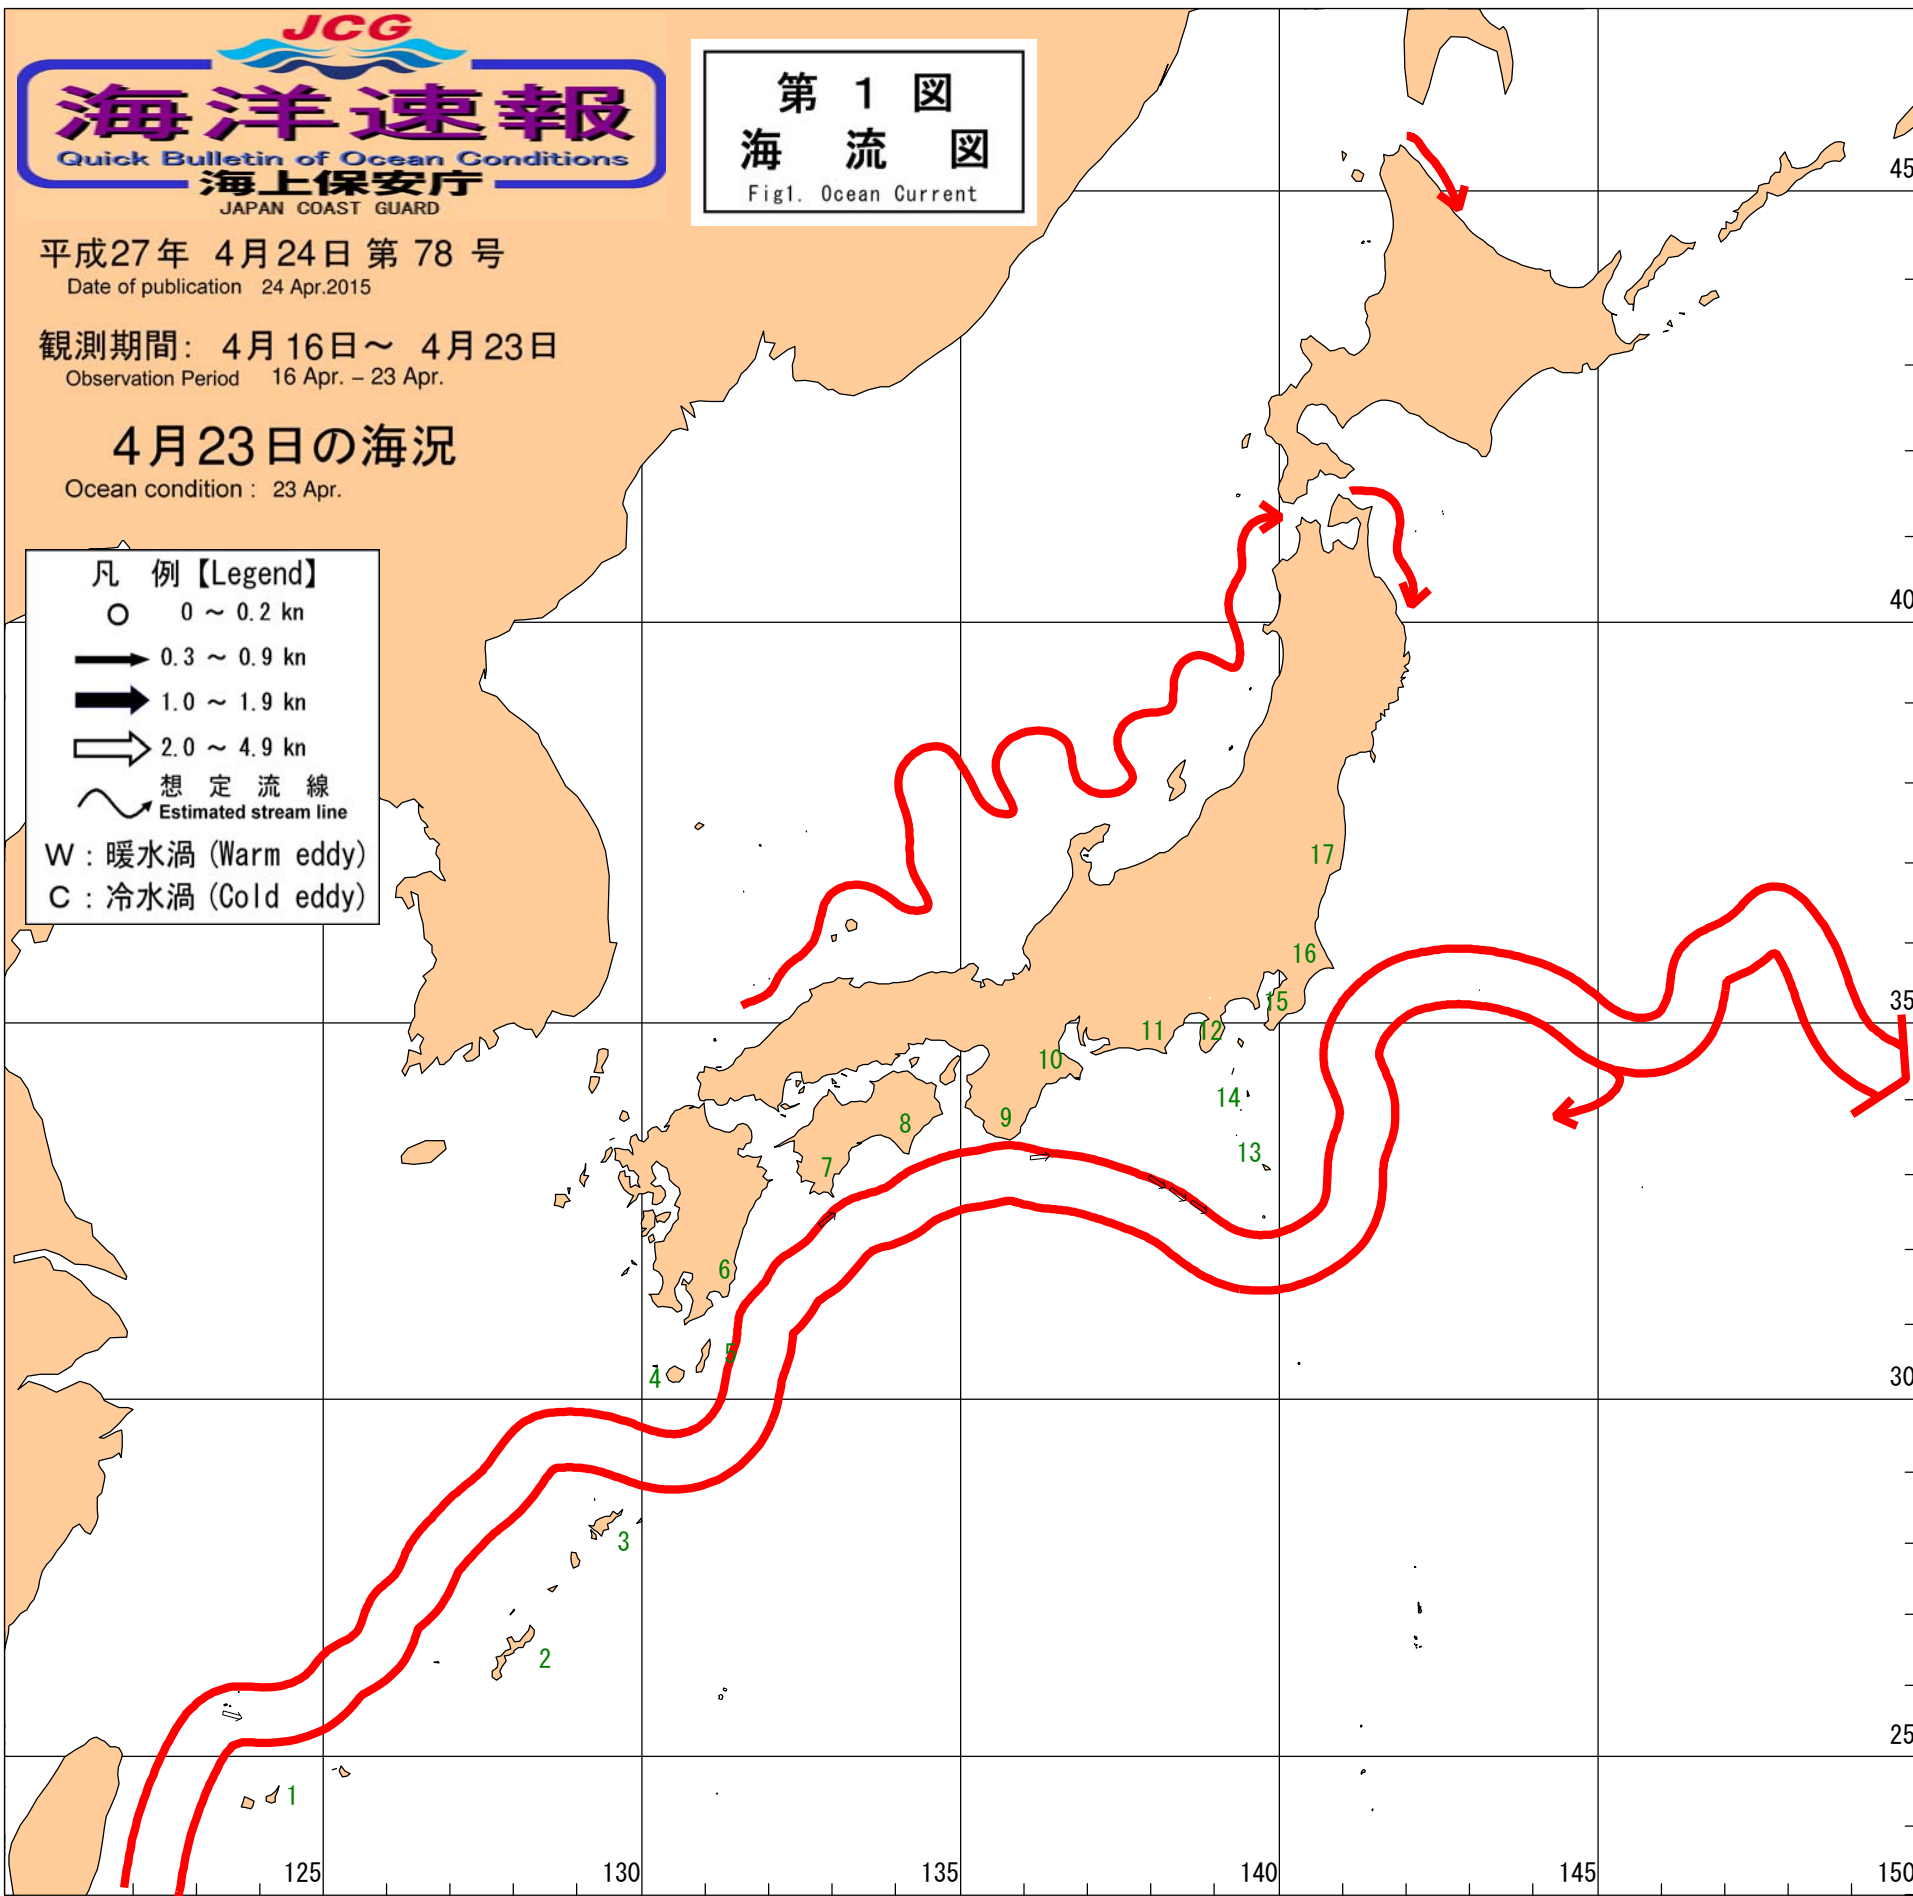 JCG
海洋速報
Quick Bulletin of Ocean Conditions
海上保安庁
JAPAN COAST GUARD
第 1 図
海 流 図
Fig1. Ocean Current
平成27年 4月24日 第 78 号
Date of publication 24 Apr.2015
観測期間: 4月16日～ 4月23日
Observation Period 16 Apr. – 23 Apr.
4月23日の海況
Ocean condition : 23 Apr.
凡 例【Legend】
0 ～ 0.2 kn
0.3 ～ 0.9 kn
1.0 ～ 1.9 kn
2.0 ～ 4.9 kn
想 定 流 線
Estimated stream line
W : 暖水渦 (Warm eddy)
C : 冷水渦 (Cold eddy)
45
40
17
16
35
15
11
12
10
14
9
8
13
7
6
5
4
30
3
2
25
1
125
130
135
140
145
150